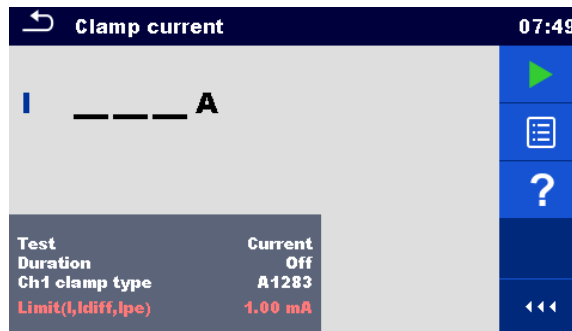 Clamp current 07:49
I ___ A
?
Test Current
Duration Off
Ch1 clamp type A1283
Limit(I,Idiff,Ipe) 1.00 mA